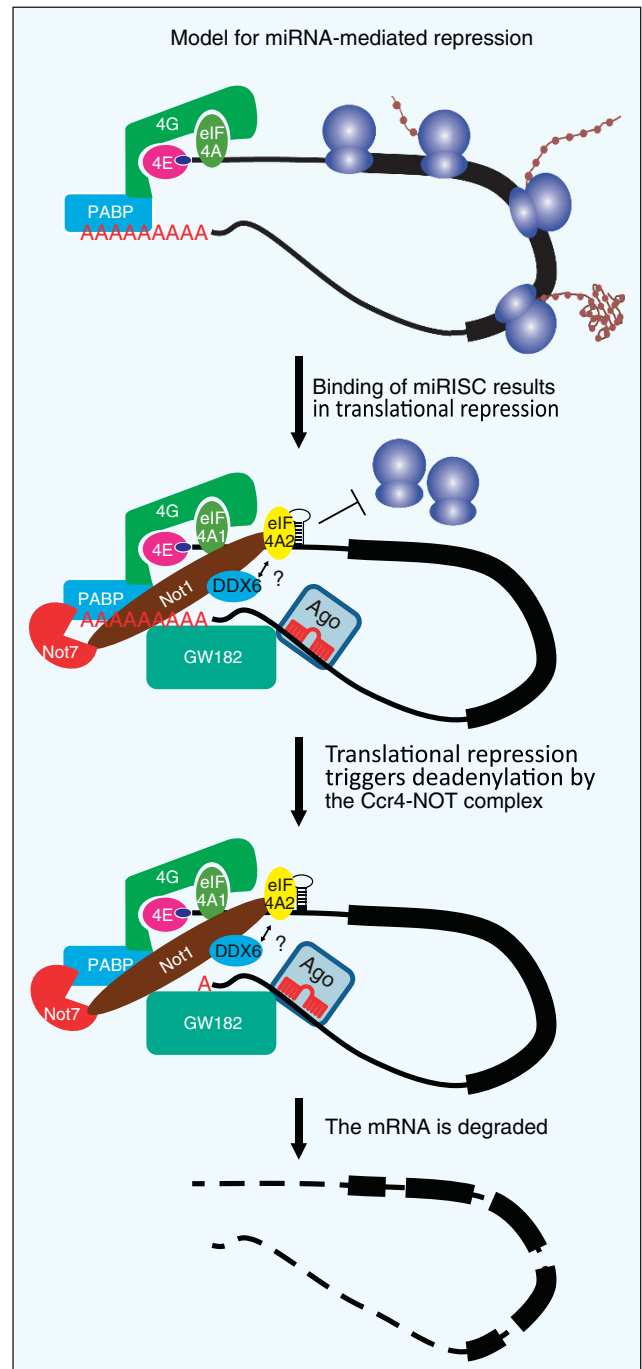 Model for miRNA-mediated repression
4G
eIF
4A
4E
PABP
AAAAAAAAA
Binding of miRISC results
in translational repression
4G
eIF
4A1
eIF
4A2
4E
?
PABP
Not1
DDX6
AAAAAAAAA
Ago
Not7
GW182
Translational repression
triggers deadenylation by
the Ccr4-NOT complex
4G
eIF
4A1
eIF
4A2
4E
?
PABP
Not1
DDX6
A
Ago
Not7
GW182
The mRNA is degraded